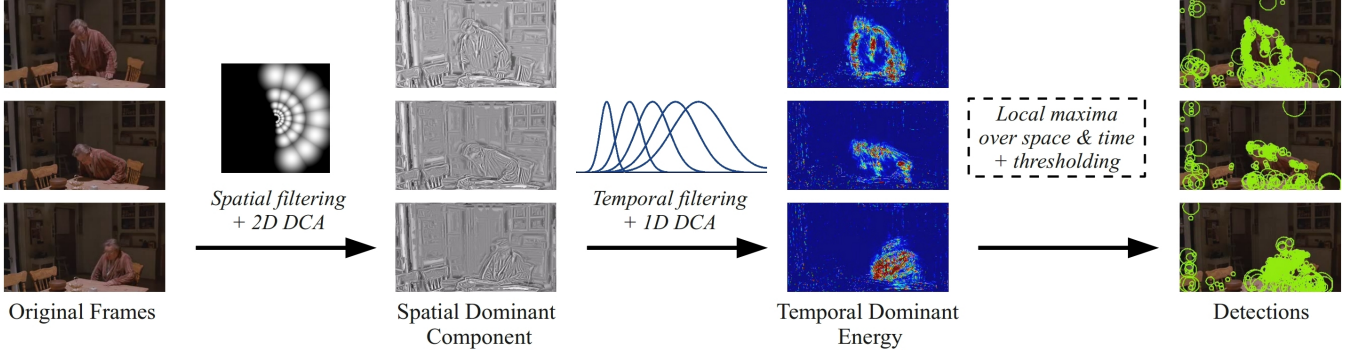 Spatial filtering
+ 2D DCA
Temporal filtering
+ 1D DCA
Local maxima
over space & time
+ thresholding
Original Frames
Spatial Dominant
Component
Temporal Dominant
Energy
Detections